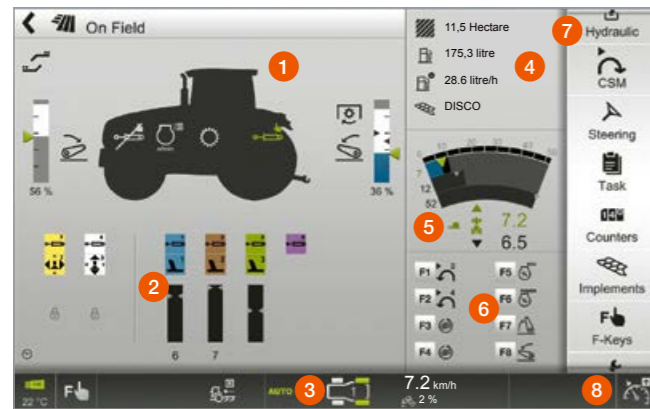 On Field
1
56 %
36 %
2
6 7
11,5 Hectare
175,3 litre
28.6 litre/h
DISCO
4
7
12
52
5
7.2
6.5
F1 F5
F2 F6
F3 F7
F4 F8
6
7
Hydraulic
CSM
Steering
Task
Counters
Implements
F
F-Keys
22 °C
F
AUTO
3
7.2 km/h
2 %
8